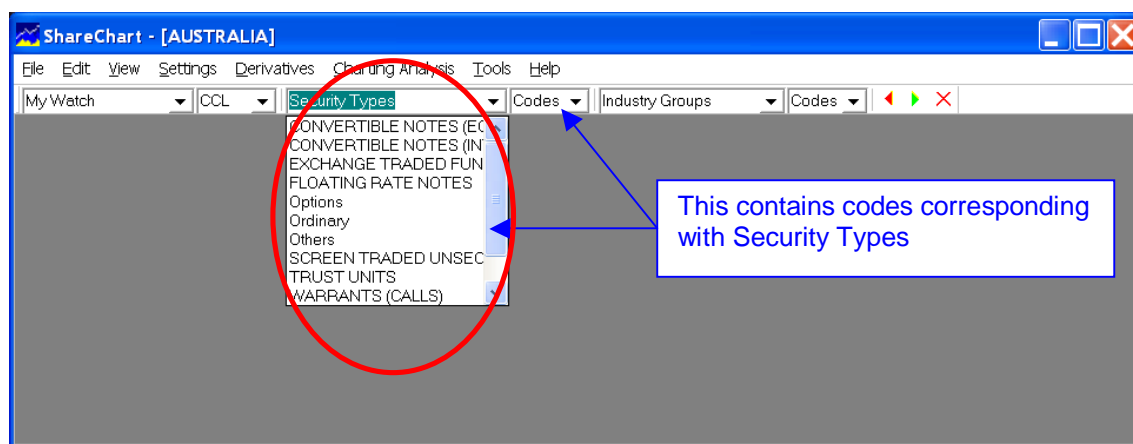 ShareChart - [AUSTRALIA]
File Edit View Settings Derivatives Charting Analysis Tools Help
My Watch CCL Security Types Codes Industry Groups Codes
CONVERTIBLE NOTES (EQ
CONVERTIBLE NOTES (IN
EXCHANGE TRADED FUN
FLOATING RATE NOTES
Options
Ordinary
Others
SCREEN TRADED UNSEC
TRUST UNITS
WARRANTS (CALLS)
This contains codes corresponding
with Security Types